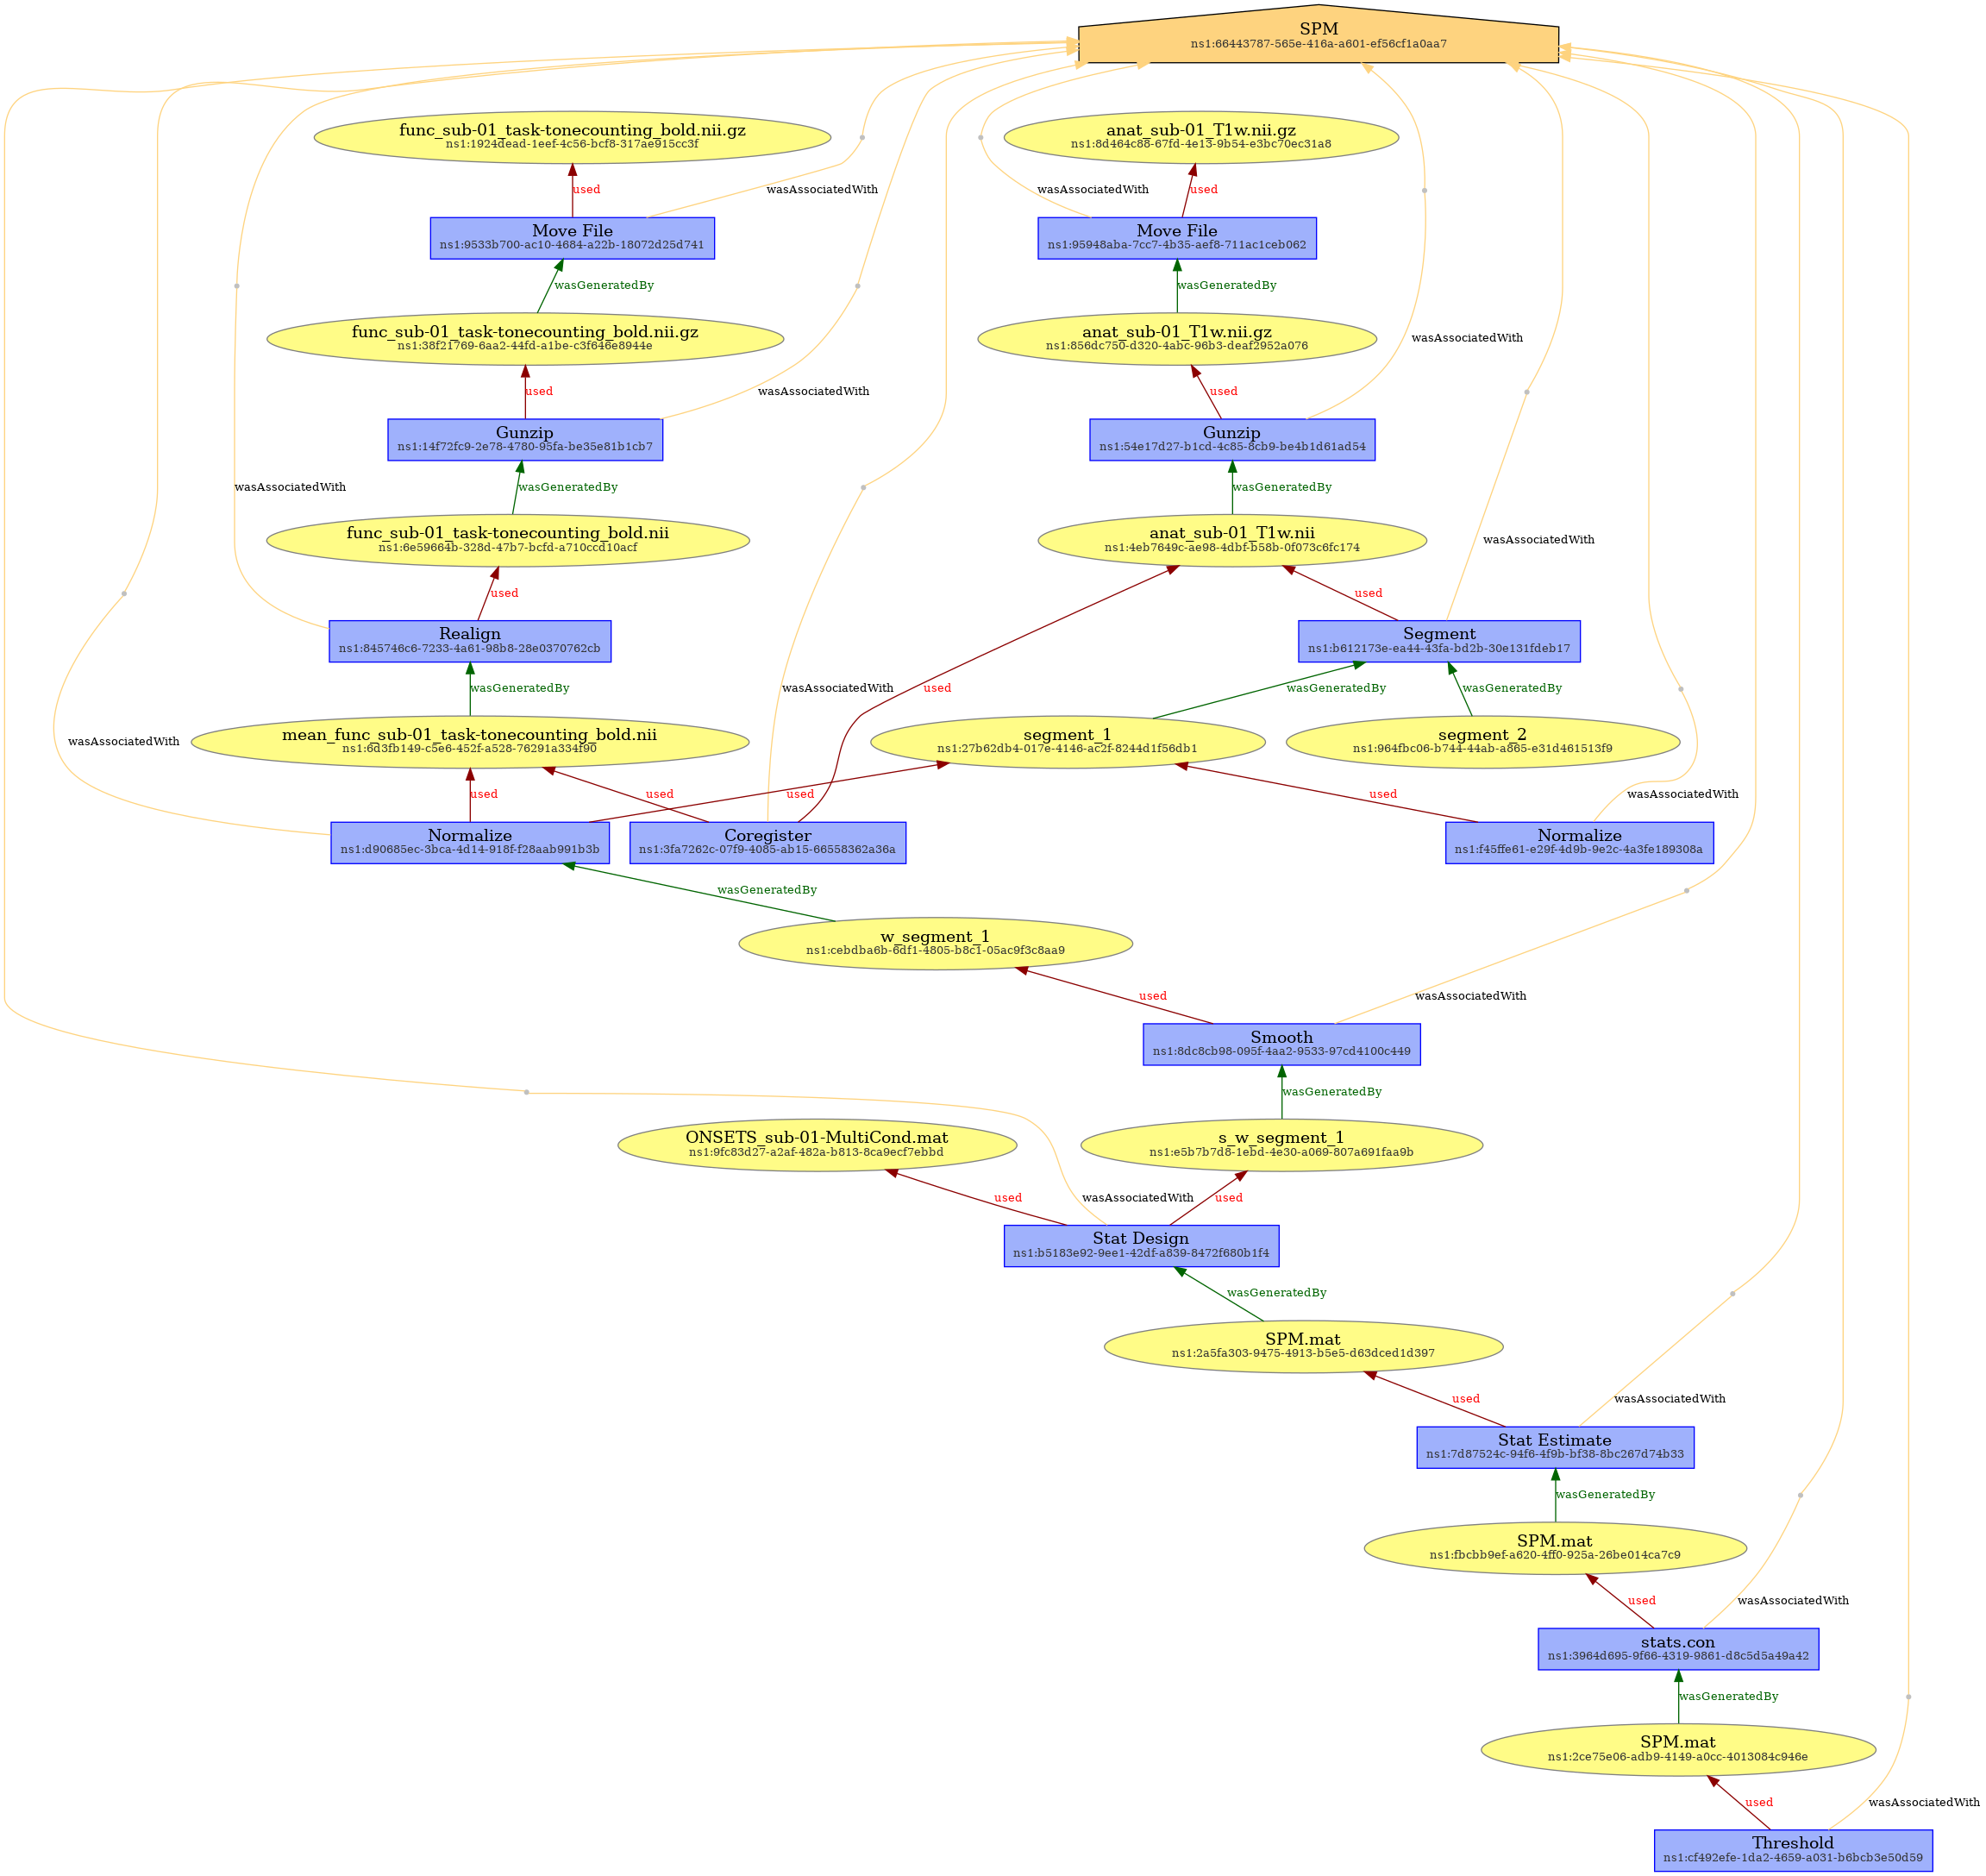 SPM
ns1:66443787-565e-416a-a601-ef56cf1a0aa7
func_sub-01_task-tonecounting_bold.nii.gz
ns1:1924dead-1eef-4c56-bcf8-317ae915cc3f
anat_sub-01_T1w.nii.gz
ns1:8d464c88-67fd-4e13-9b54-e3bc70ec31a8
used
wasAssociatedWith
wasAssociatedWith
used
Move File
ns1:9533b700-ac10-4684-a22b-18072d25d741
Move File
ns1:95948aba-7cc7-4b35-aef8-711ac1ceb062
wasGeneratedBy
wasGeneratedBy
func_sub-01_task-tonecounting_bold.nii.gz
ns1:38f21769-6aa2-44fd-a1be-c3f646e8944e
anat_sub-01_T1w.nii.gz
ns1:856dc750-d320-4abc-96b3-deaf2952a076
wasAssociatedWith
used
wasAssociatedWith
used
Gunzip
ns1:14f72fc9-2e78-4780-95fa-be35e81b1cb7
Gunzip
ns1:54e17d27-b1cd-4c85-8cb9-be4b1d61ad54
wasAssociatedWith
wasGeneratedBy
wasGeneratedBy
func_sub-01_task-tonecounting_bold.nii
ns1:6e59664b-328d-47b7-bcfd-a710ccd10acf
anat_sub-01_T1w.nii
ns1:4eb7649c-ae98-4dbf-b58b-0f073c6fc174
wasAssociatedWith
used
used
Realign
ns1:845746c6-7233-4a61-98b8-28e0370762cb
Segment
ns1:b612173e-ea44-43fa-bd2b-30e131fdeb17
wasGeneratedBy
wasAssociatedWith
used
wasGeneratedBy
wasGeneratedBy
mean_func_sub-01_task-tonecounting_bold.nii
ns1:6d3fb149-c5e6-452f-a528-76291a334f90
segment_1
ns1:27b62db4-017e-4146-ac2f-8244d1f56db1
segment_2
ns1:964fbc06-b744-44ab-a865-e31d461513f9
wasAssociatedWith
used
used
used
used
wasAssociatedWith
Normalize
ns1:d90685ec-3bca-4d14-918f-f28aab991b3b
Coregister
ns1:3fa7262c-07f9-4085-ab15-66558362a36a
Normalize
ns1:f45ffe61-e29f-4d9b-9e2c-4a3fe189308a
wasGeneratedBy
w_segment_1
ns1:cebdba6b-6df1-4805-b8c1-05ac9f3c8aa9
used
wasAssociatedWith
Smooth
ns1:8dc8cb98-095f-4aa2-9533-97cd4100c449
wasGeneratedBy
ONSETS_sub-01-MultiCond.mat
ns1:9fc83d27-a2af-482a-b813-8ca9ecf7ebbd
s_w_segment_1
ns1:e5b7b7d8-1ebd-4e30-a069-807a691faa9b
used
wasAssociatedWith
used
Stat Design
ns1:b5183e92-9ee1-42df-a839-8472f680b1f4
wasGeneratedBy
SPM.mat
ns1:2a5fa303-9475-4913-b5e5-d63dced1d397
used
wasAssociatedWith
Stat Estimate
ns1:7d87524c-94f6-4f9b-bf38-8bc267d74b33
wasGeneratedBy
SPM.mat
ns1:fbcbb9ef-a620-4ff0-925a-26be014ca7c9
used
wasAssociatedWith
stats.con
ns1:3964d695-9f66-4319-9861-d8c5d5a49a42
wasGeneratedBy
SPM.mat
ns1:2ce75e06-adb9-4149-a0cc-4013084c946e
used
wasAssociatedWith
Threshold
ns1:cf492efe-1da2-4659-a031-b6bcb3e50d59